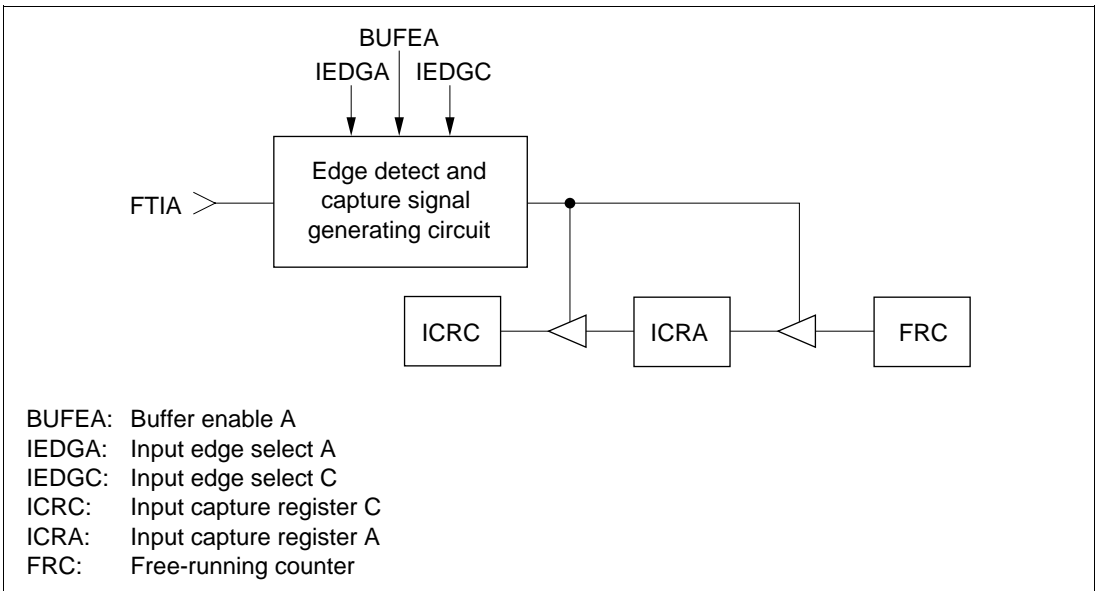 BUFEA
IEDGA IEDGC
Edge detect and
capture signal
generating circuit
FTIA
ICRC ICRA FRC
BUFEA: Buffer enable A
IEDGA: Input edge select A
IEDGC: Input edge select C
ICRC: Input capture register C
ICRA: Input capture register A
FRC: Free-running counter